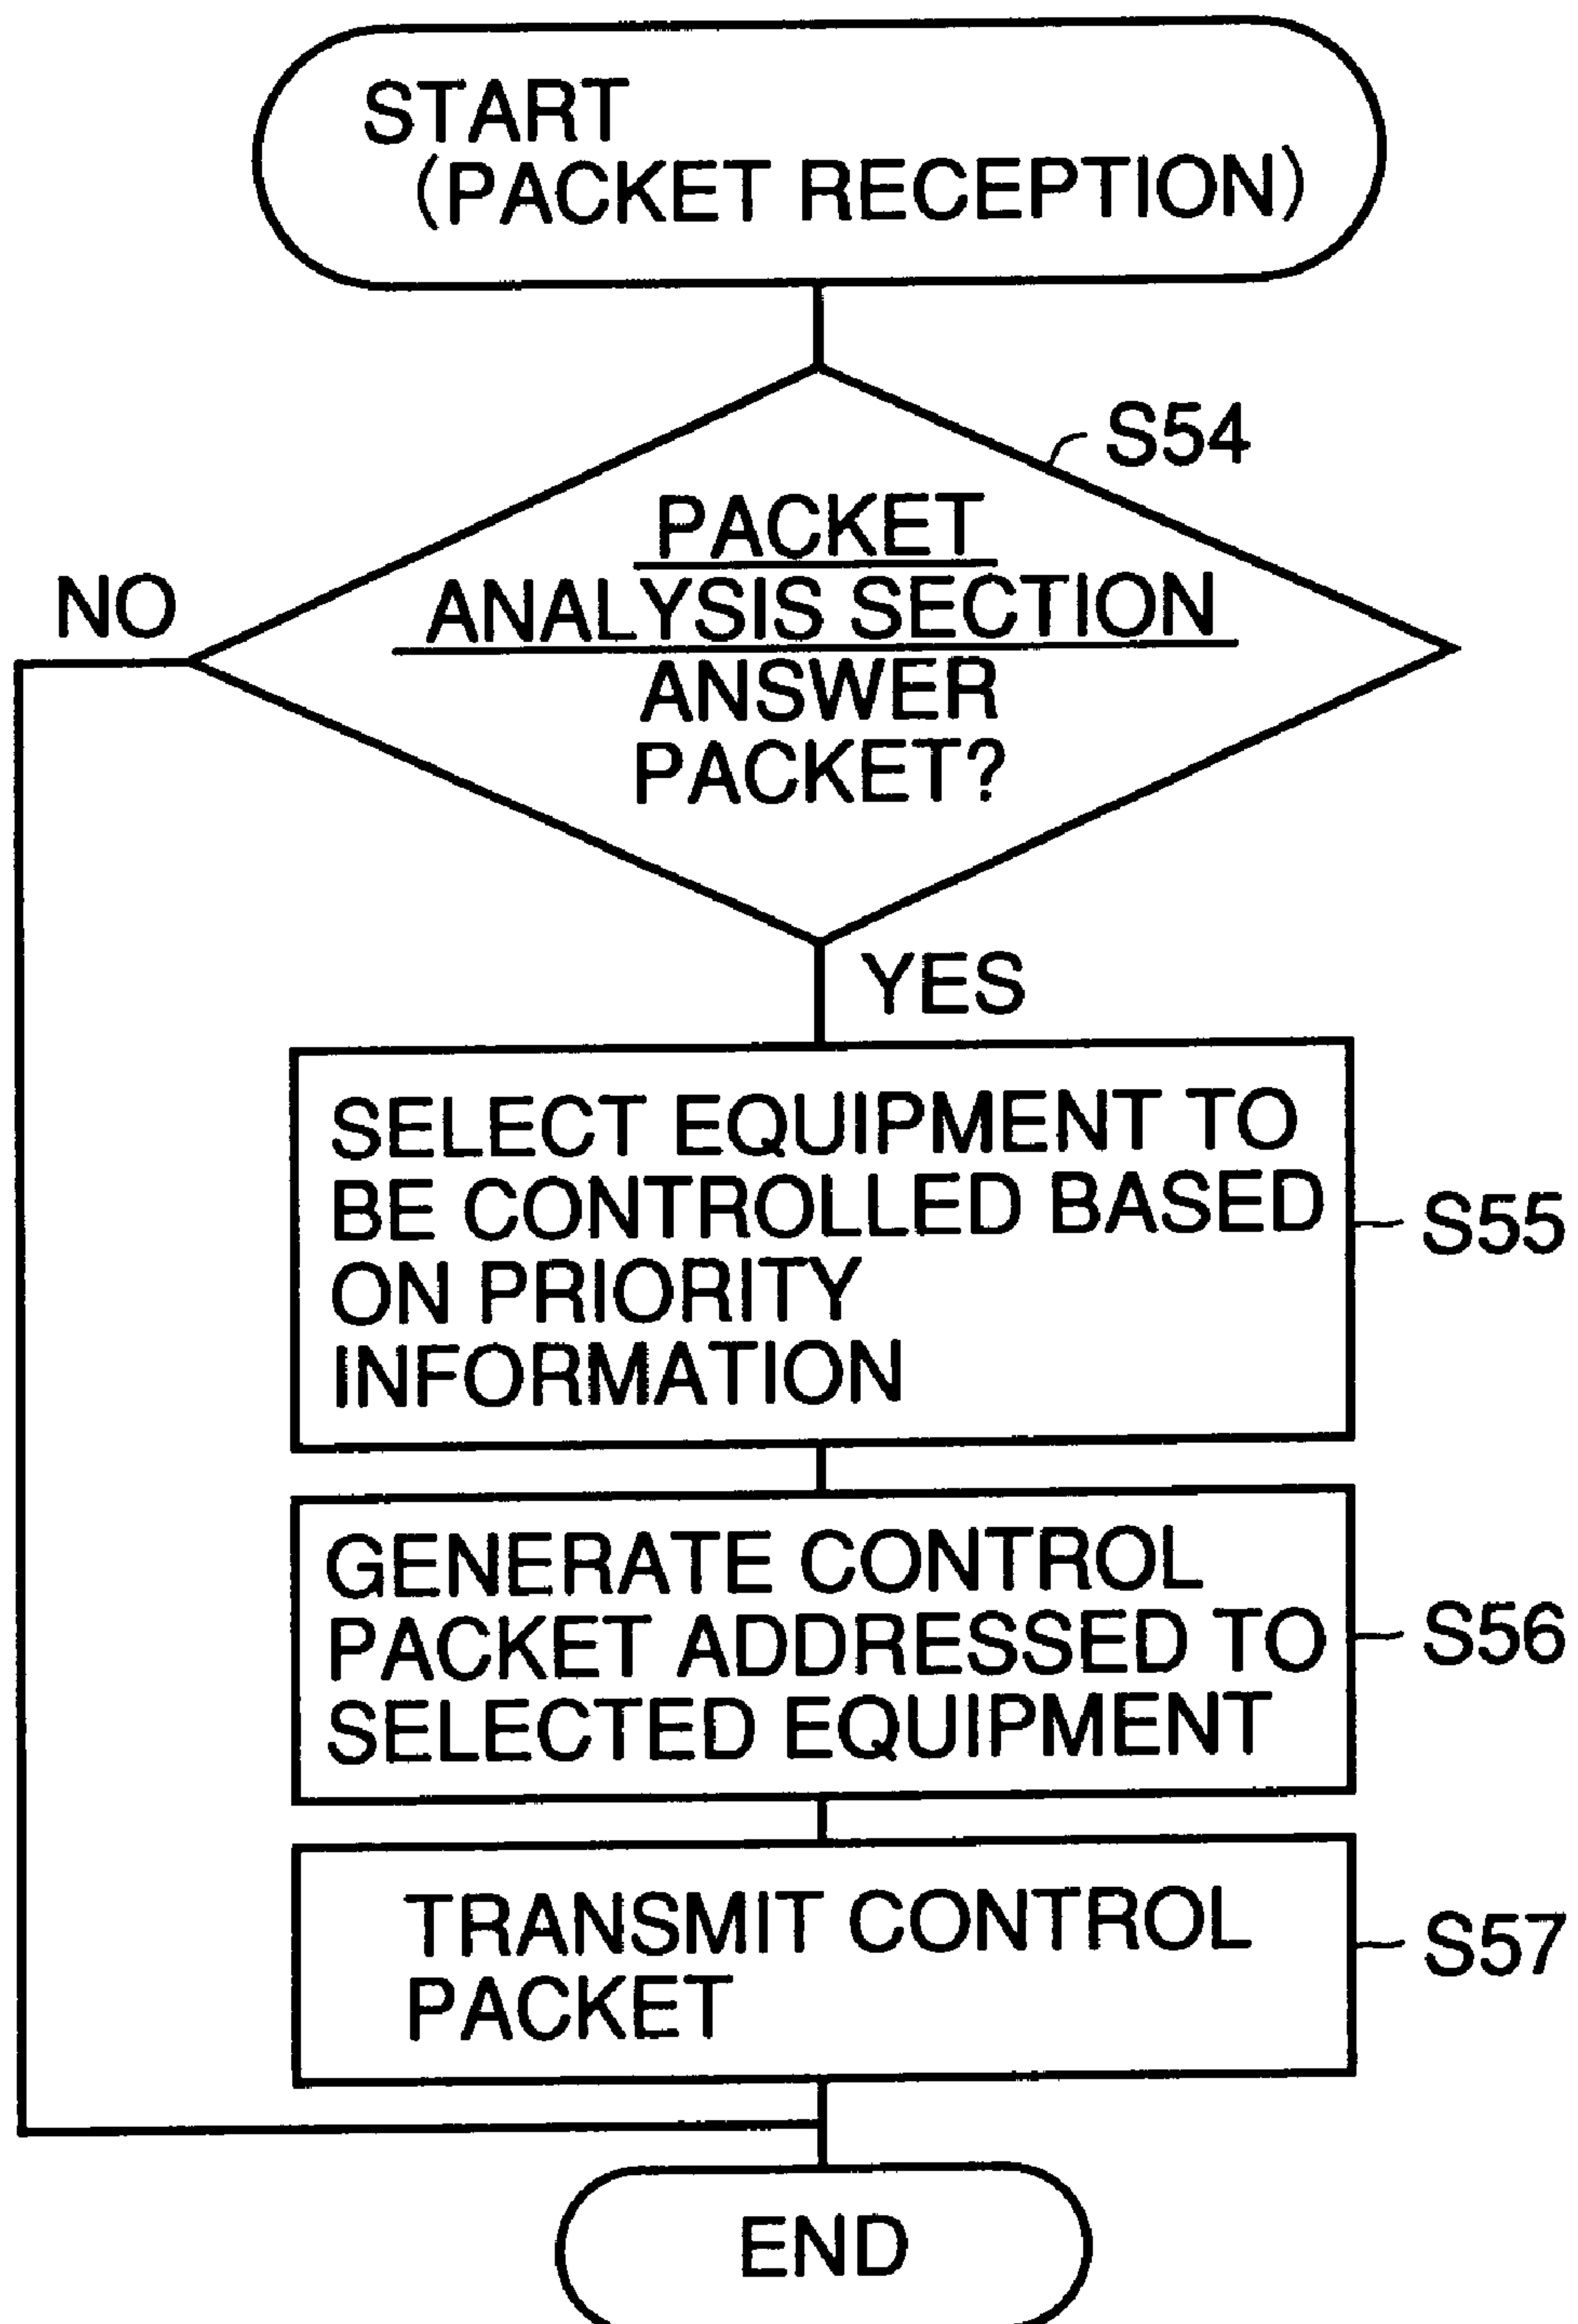 START
(PACKET RECEPTION)
S54
PACKET
ANALYSIS SECTION
ANSWER
PACKET?
NO
YES
SELECT EQUIPMENT TO
BE CONTROLLED BASED
ON PRIORITY
INFORMATION
S55
GENERATE CONTROL
PACKET ADDRESSED TO
SELECTED EQUIPMENT
S56
TRANSMIT CONTROL
PACKET
S57
END